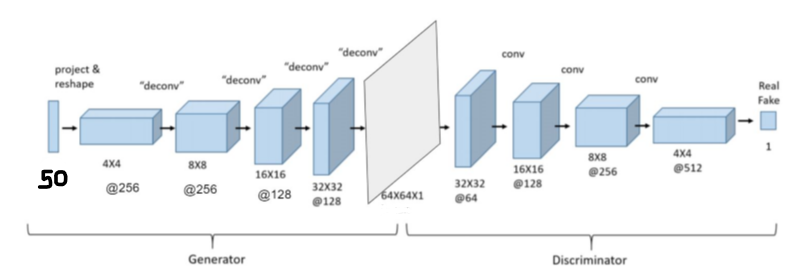 project &
reshape
"deconv"
"deconv"
"deconv"
"deconv"
conv
conv
conv
Real
Fake
50
4X4
@256
8X8
@256
16X16
@128
32X32
@128
64X64X1
32X32
@64
16X16
@128
8X8
@256
4X4
@512
1
Generator
Discriminator